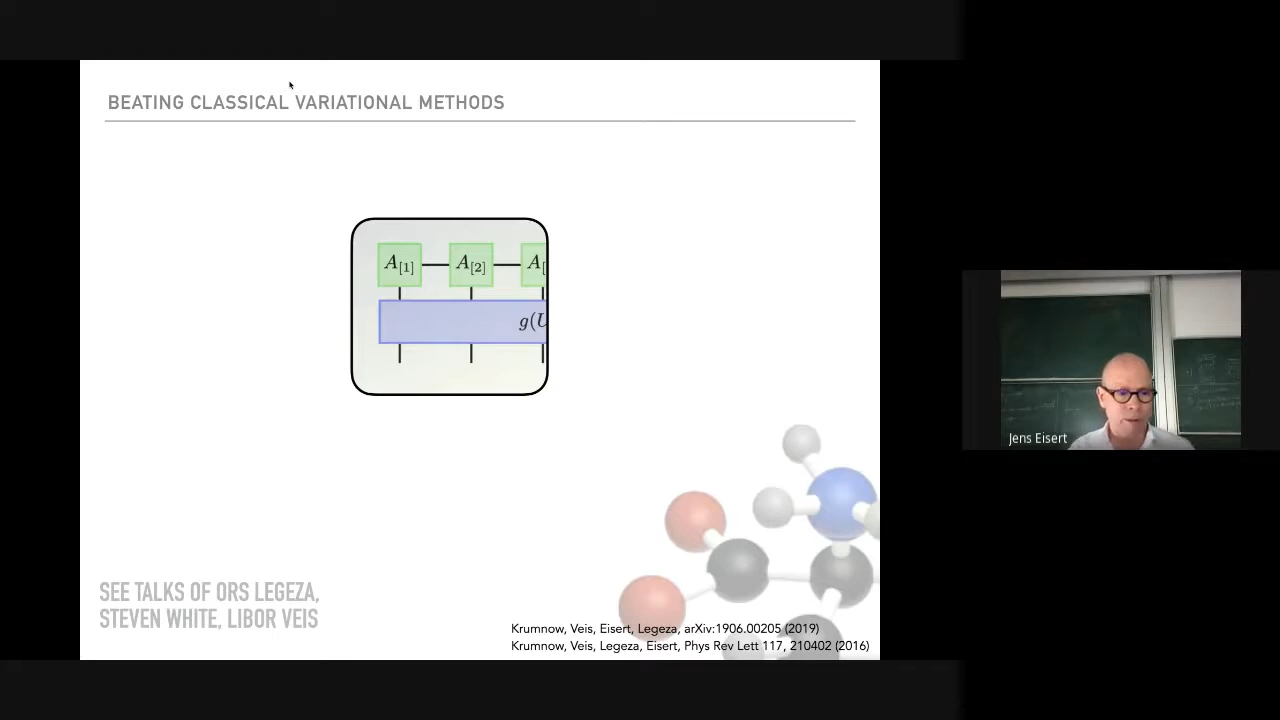 BEATING CLASSICAL VARIATIONAL METHODS
A[1] A[2] A[
g(U
Jens Eisert
SEE TALKS OF ORS LEGEZA,
STEVEN WHITE, LIBOR VEIS
Krumnow, Veis, Eisert, Legeza, arXiv:1906.00205 (2019)
Krumnow, Veis, Legeza, Eisert, Phys Rev Lett 117, 210402 (2016)